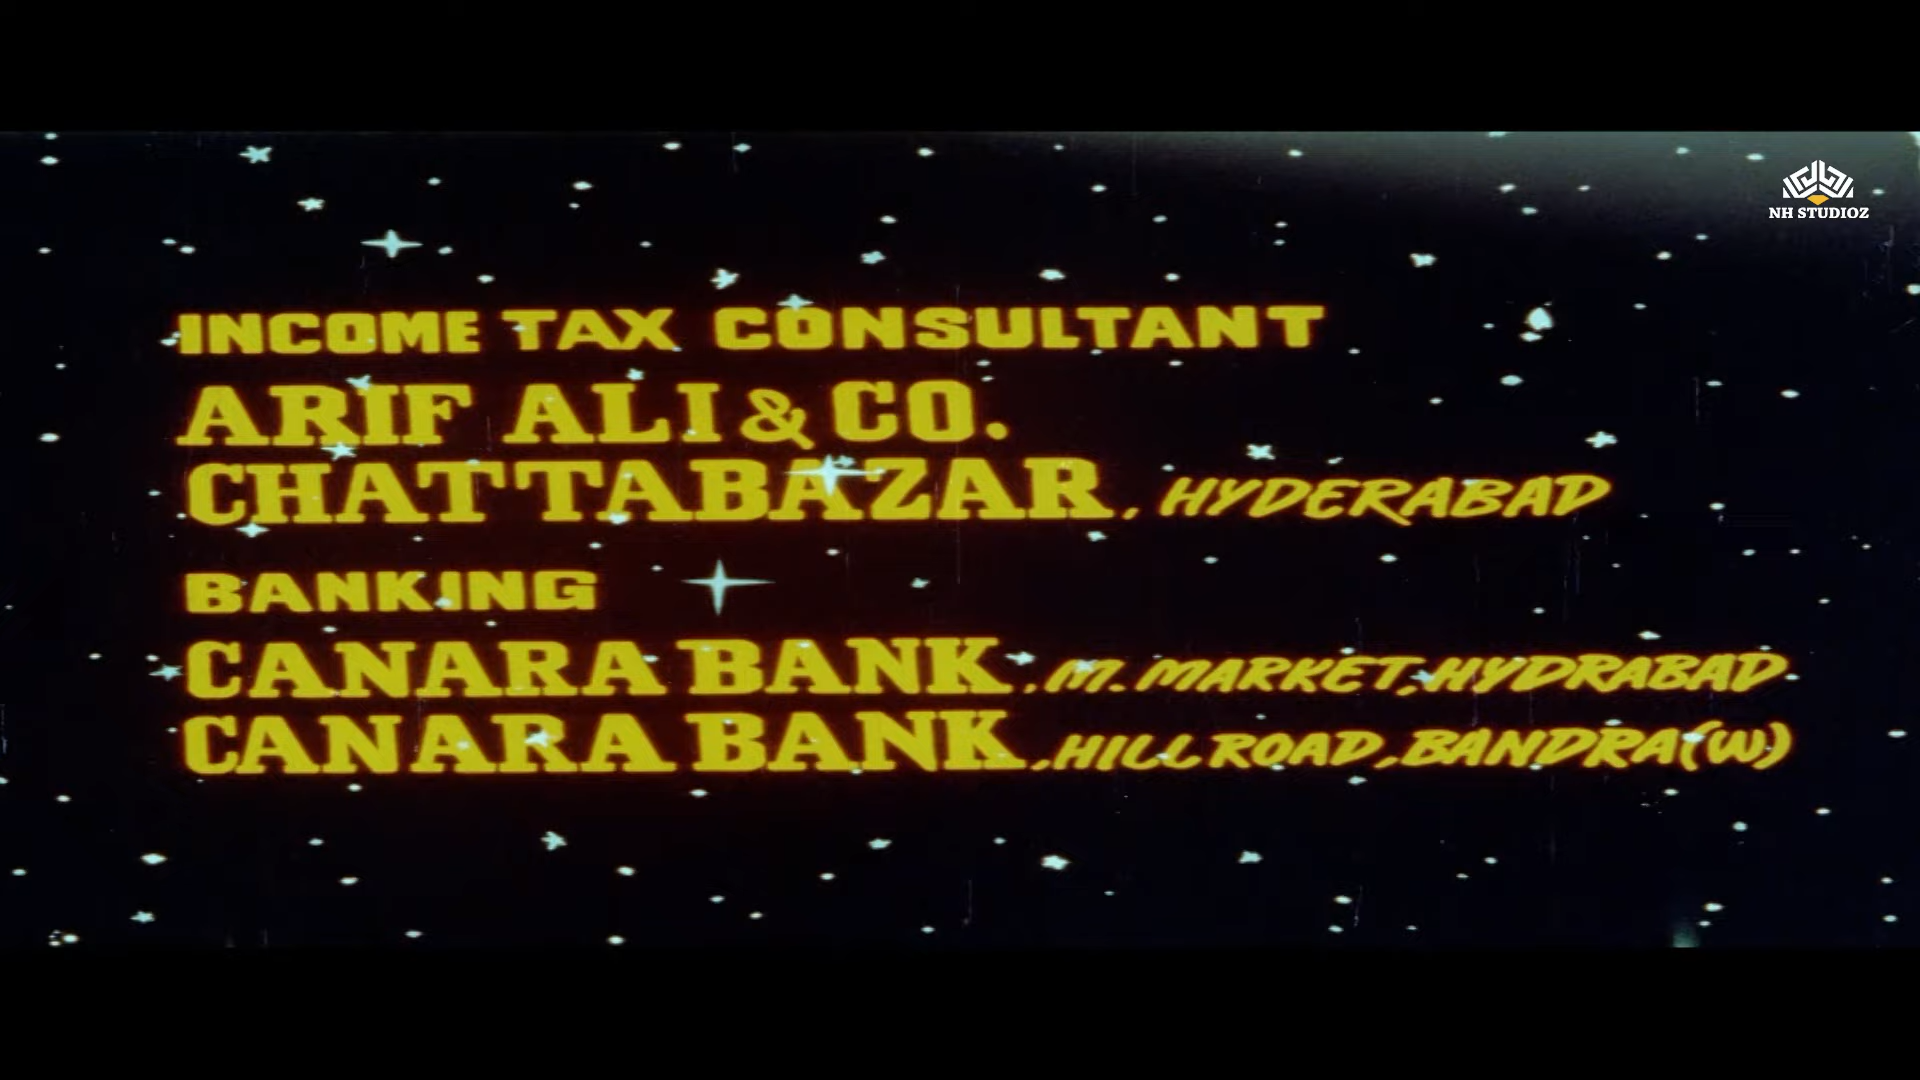 NH STUDIOZ
INCOME TAX CONSULTANT
ARIF ALI & CO.
CHATTABAZAR, HYDERABAD
BANKING
CANARA BANK, M. MARKET, HYDRABAD
CANARA BANK, HILL ROAD, BANDRA (W)